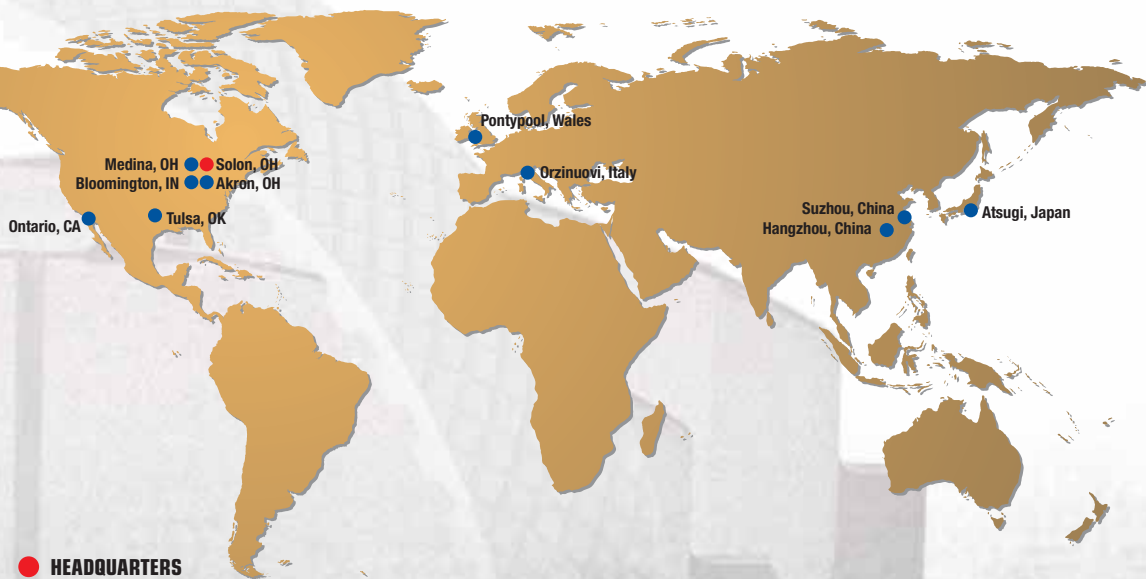 Pontypool, Wales
Medina, OH
Solon, OH
Bloomington, IN
Akron, OH
Orzinuovi, Italy
Ontario, CA
Tulsa, OK
Suzhou, China
Atsugi, Japan
Hangzhou, China
HEADQUARTERS